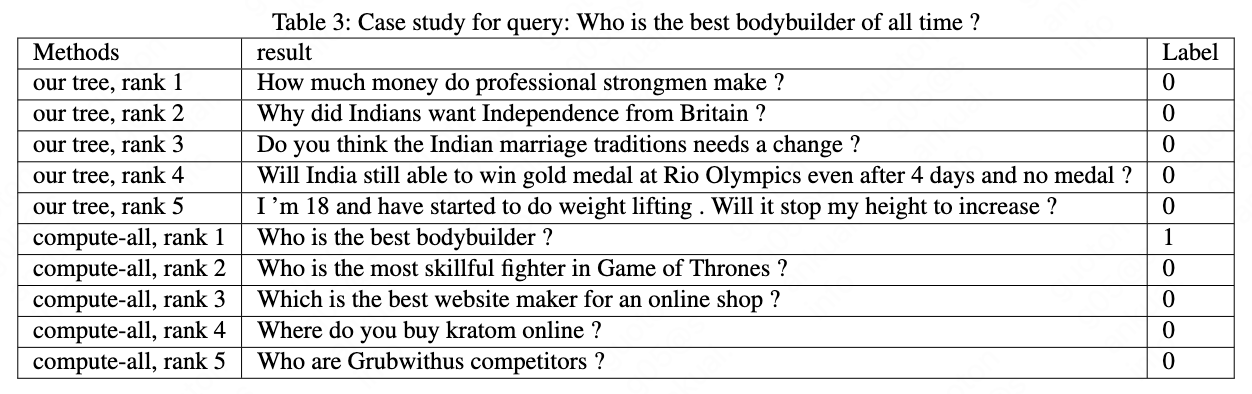 Table 3: Case study for query: Who is the best bodybuilder of all time ?
Methods result Label
our tree, rank 1 How much money do professional strongmen make ? 0
our tree, rank 2 Why did Indians want Independence from Britain ? 0
our tree, rank 3 Do you think the Indian marriage traditions needs a change ? 0
our tree, rank 4 Will India still able to win gold medal at Rio Olympics even after 4 days and no medal ? 0
our tree, rank 5 I ’m 18 and have started to do weight lifting . Will it stop my height to increase ? 0
compute-all, rank 1 Who is the best bodybuilder ? 1
compute-all, rank 2 Who is the most skillful fighter in Game of Thrones ? 0
compute-all, rank 3 Which is the best website maker for an online shop ? 0
compute-all, rank 4 Where do you buy kratom online ? 0
compute-all, rank 5 Who are Grubwithus competitors ? 0